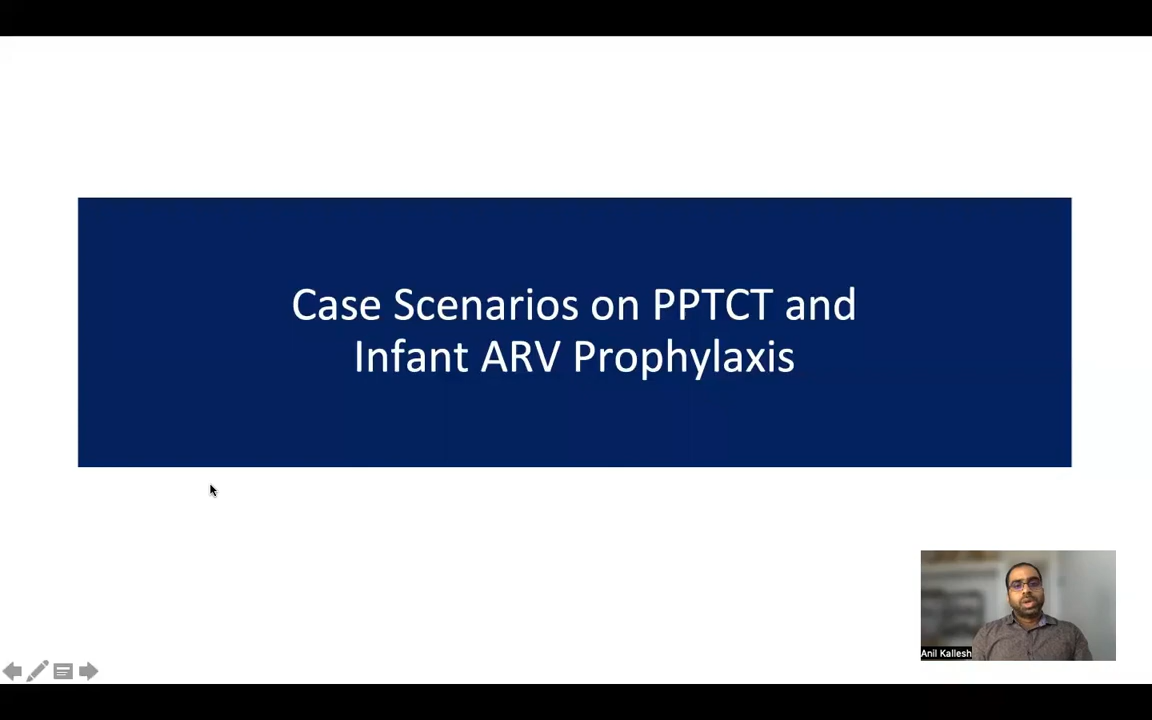 Case Scenarios on PPTCT and
Infant ARV Prophylaxis
Anil Kallesh